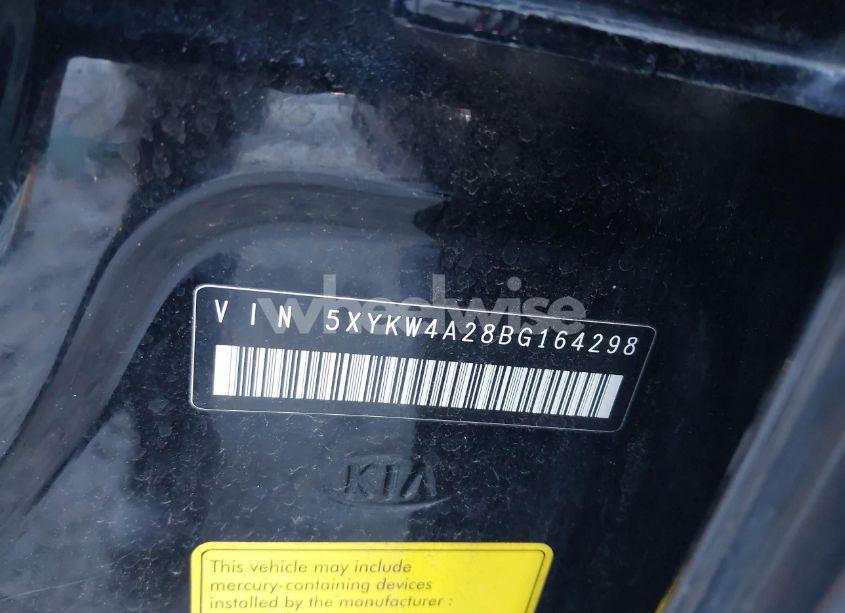 wheelwise
VIN 5XYKW4A28BG164298
KIA
This vehicle may include
mercury-containing devices
installed by the manufacturer :